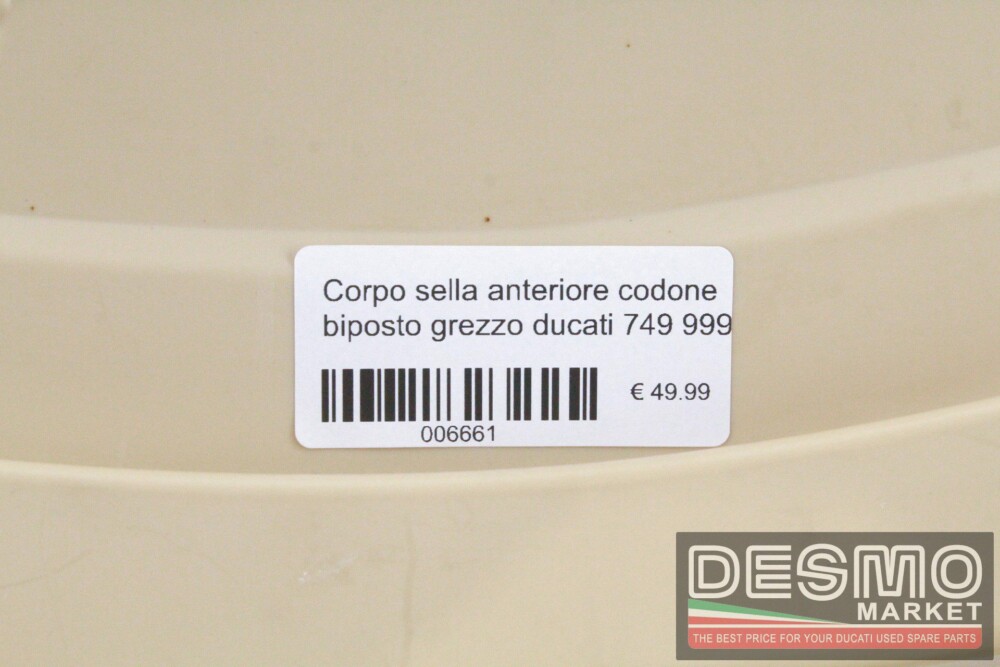 Corpo sella anteriore codone
biposto grezzo ducati 749 999
€ 49.99
006661
DESMO
MARKET
THE BEST PRICE FOR YOUR DUCATI USED SPARE PARTS